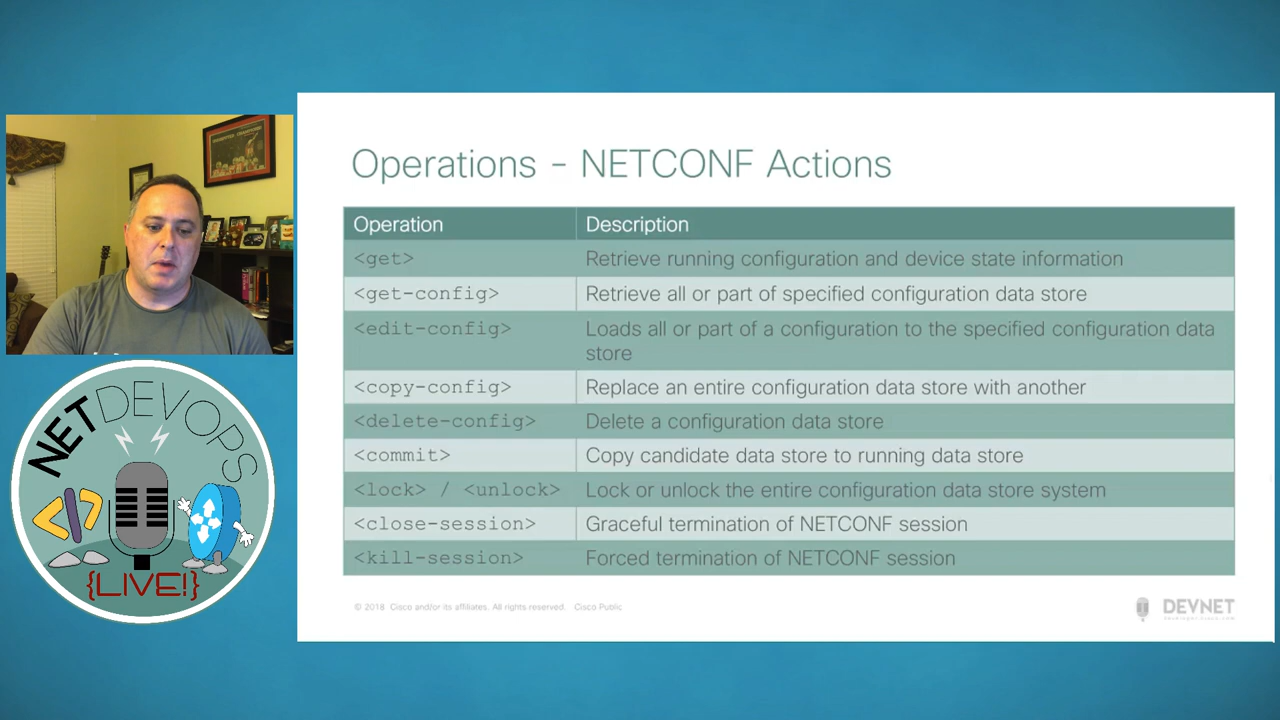 Operations - NETCONF Actions
Operation Description
<get> Retrieve running configuration and device state information
<get-config> Retrieve all or part of specified configuration data store
<edit-config> Loads all or part of a configuration to the specified configuration data
store
<copy-config> Replace an entire configuration data store with another
<delete-config> Delete a configuration data store
<commit> Copy candidate data store to running data store
<lock> / <unlock> Lock or unlock the entire configuration data store system
<close-session> Graceful termination of NETCONF session
<kill-session> Forced termination of NETCONF session
© 2018 Cisco and/or its affiliates. All rights reserved. Cisco Public
DEVNET
developer.cisco.com
NETDEVOPS
</>
{LIVE!}